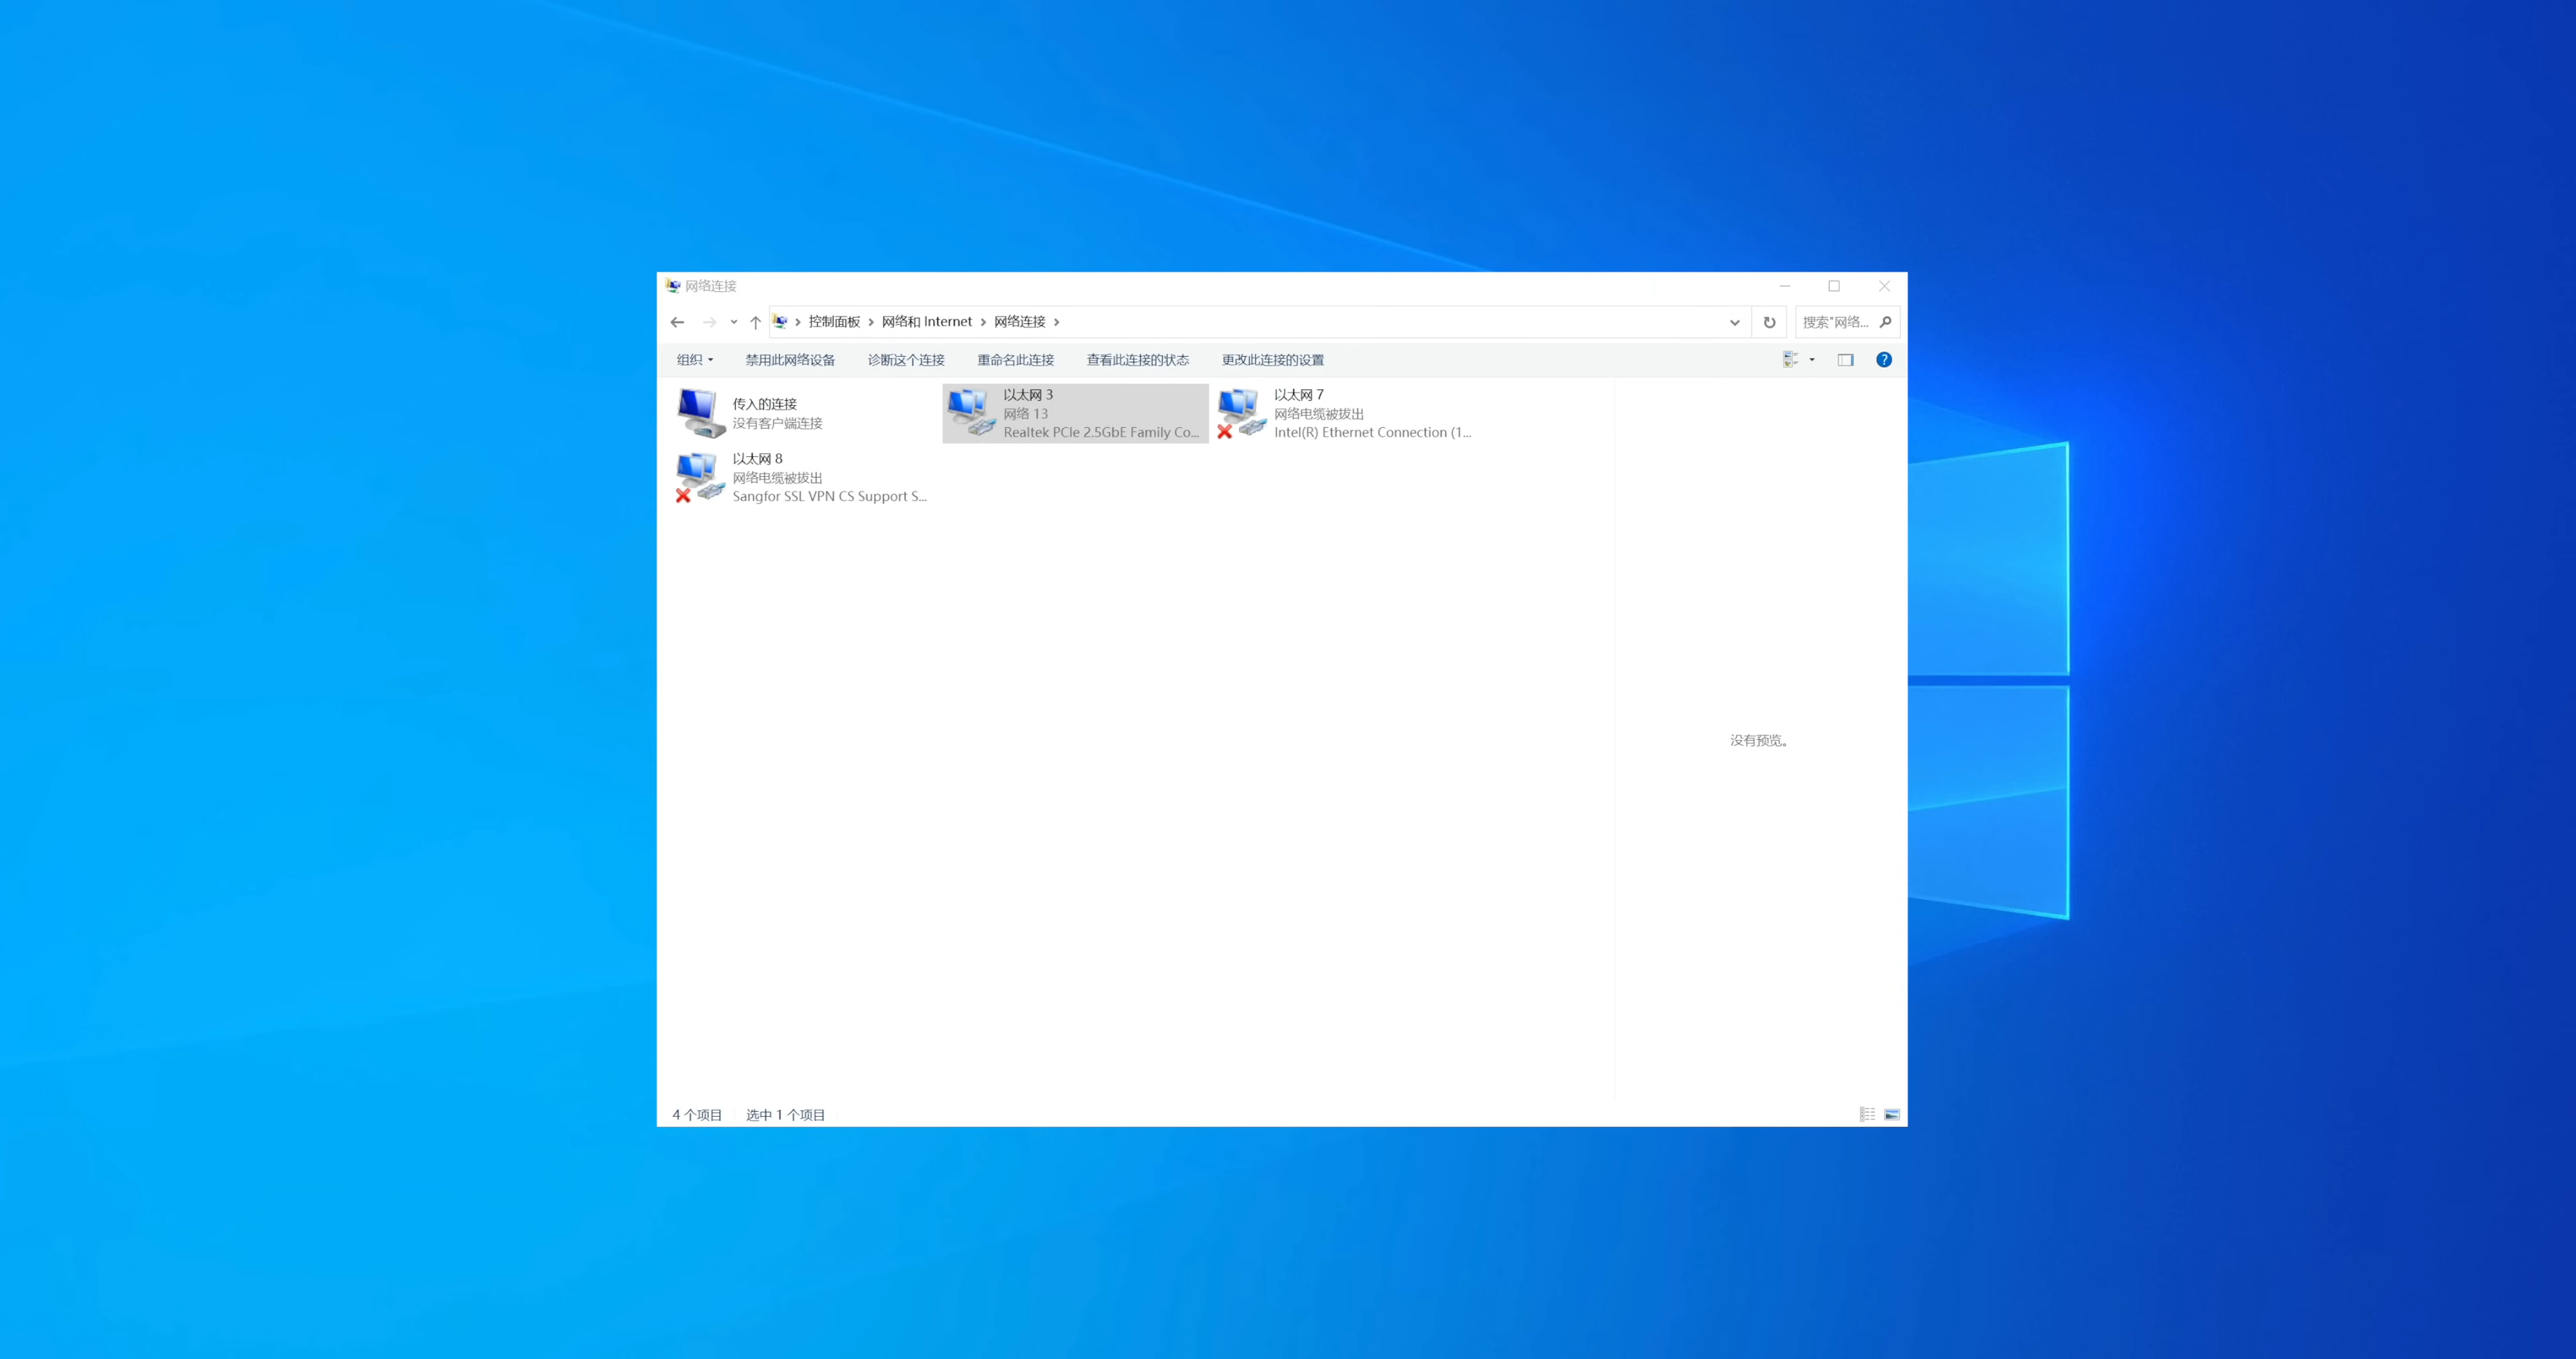 网络连接
控制面板 网络和 Internet 网络连接
搜索"网络...
组织 禁用此网络设备 诊断这个连接 重命名此连接 查看此连接的状态 更改此连接的设置
传入的连接
没有客户端连接
以太网 3
网络 13
Realtek PCIe 2.5GbE Family Co...
以太网 7
网络电缆被拔出
Intel(R) Ethernet Connection (1...
以太网 8
网络电缆被拔出
Sangfor SSL VPN CS Support S...
没有预览。
4 个项目 选中 1 个项目